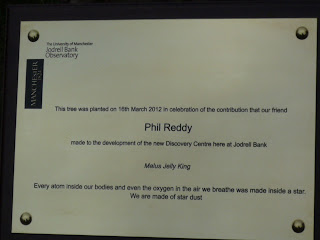 The University of Manchester
Jodrell Bank
Observatory
MANCHESTER
1824
This tree was planted on 16th March 2012 in celebration of the contribution that our friend
Phil Reddy
made to the development of the new Discovery Centre here at Jodrell Bank
Malus Jelly King
Every atom inside our bodies and even the oxygen in the air we breathe was made inside a star.
We are made of star dust